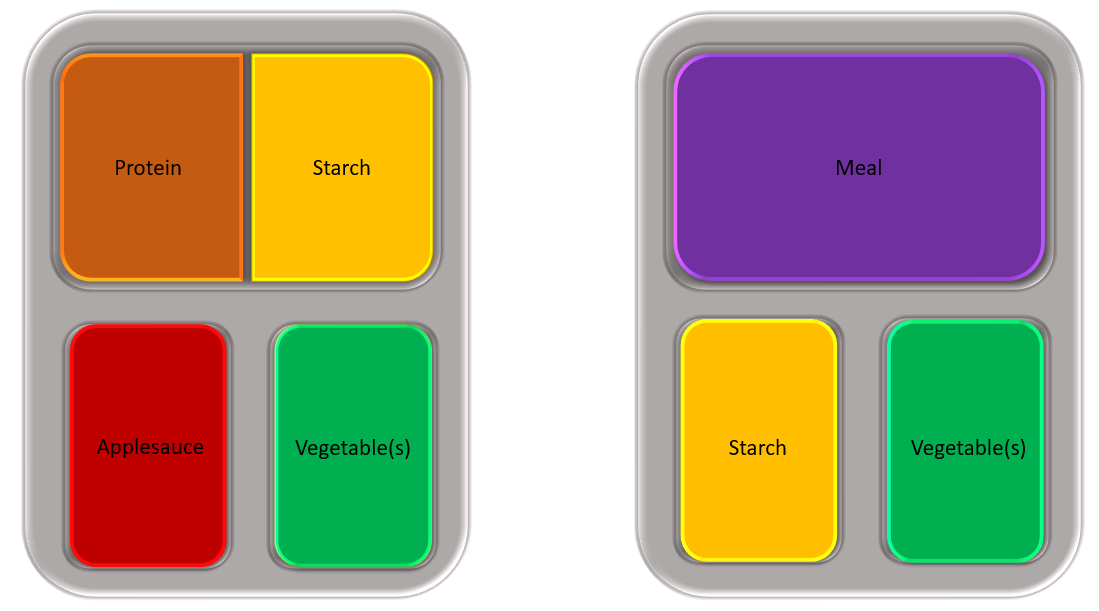 Protein
Starch
Applesauce
Vegetable(s)
Meal
Starch
Vegetable(s)